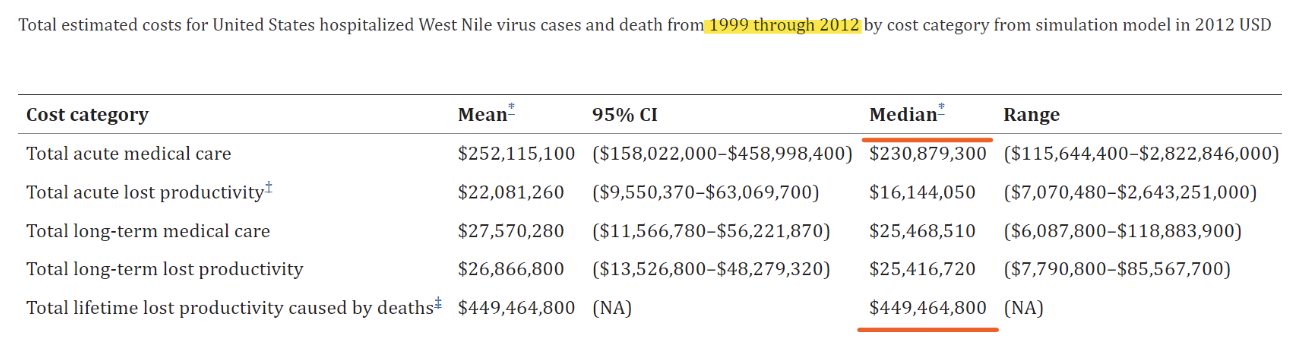 Total estimated costs for United States hospitalized West Nile virus cases and death from 1999 through 2012 by cost category from simulation model in 2012 USD
Cost category Mean* 95% CI Median* Range
Total acute medical care $252,115,100 ($158,022,000–$458,998,400) $230,879,300 ($115,644,400–$2,822,846,000)
Total acute lost productivity† $22,081,260 ($9,550,370–$63,069,700) $16,144,050 ($7,070,480–$2,643,251,000)
Total long-term medical care $27,570,280 ($11,566,780–$56,221,870) $25,468,510 ($6,087,800–$118,883,900)
Total long-term lost productivity $26,866,800 ($13,526,800–$48,279,320) $25,416,720 ($7,790,800–$85,567,700)
Total lifetime lost productivity caused by deaths‡ $449,464,800 (NA) $449,464,800 (NA)